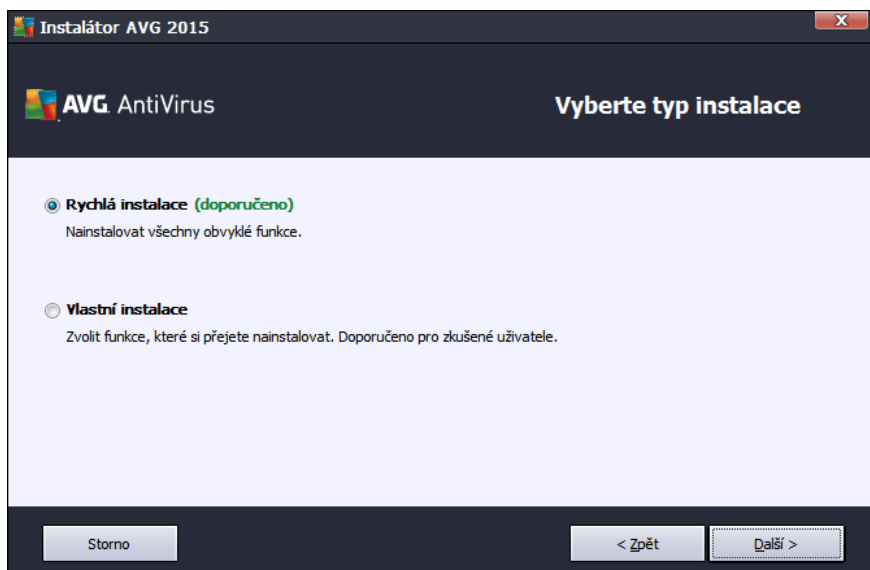 Instalátor AVG 2015
X
AVG. AntiVirus
Vyberte typ instalace
Rychlá instalace (doporučeno)
Nainstalovat všechny obvyklé funkce.
Vlastní instalace
Zvolit funkce, které si přejete nainstalovat. Doporučeno pro zkušené uživatele.
Storno
< Zpět
Další >